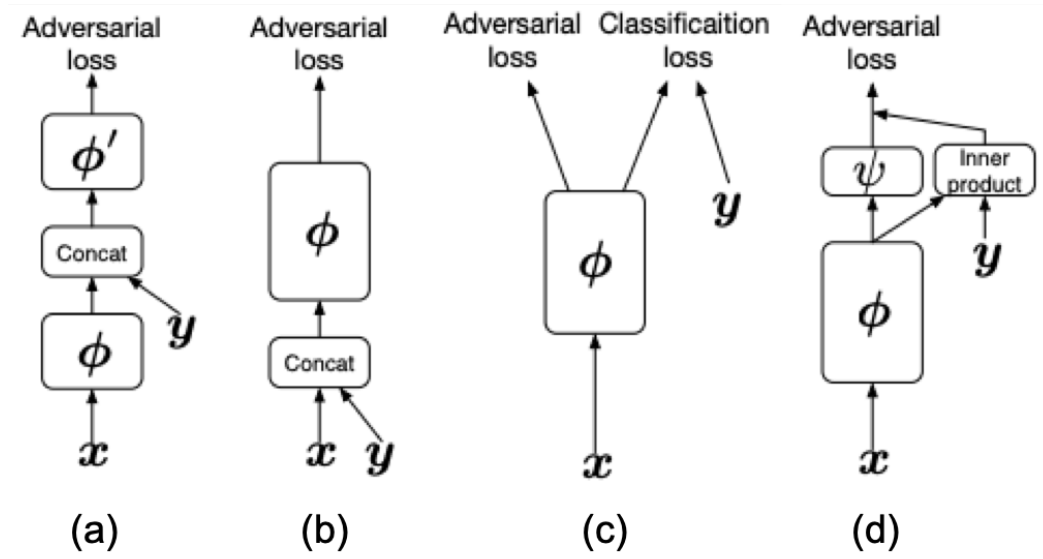 Adversarial
loss
ϕ′
Concat
y
ϕ
x
(a)
Adversarial
loss
ϕ
Concat
x y
(b)
Adversarial Classificaition
loss loss
y
ϕ
x
(c)
Adversarial
loss
ψ
Inner
product
y
ϕ
x
(d)